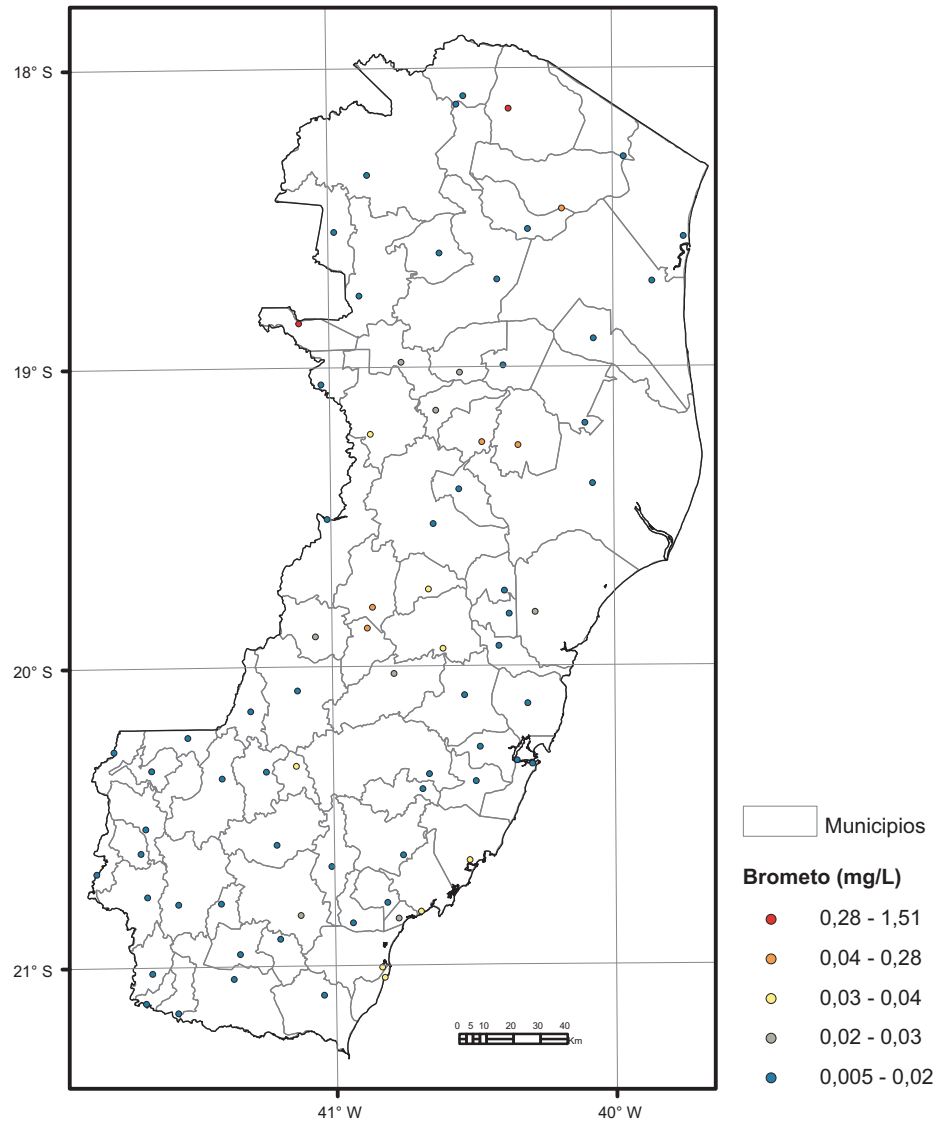 18° S
19° S
20° S
21° S
41° W
40° W
0 5 10 20 30 40
Km
Municipios
Brometo (mg/L)
0,28 - 1,51
0,04 - 0,28
0,03 - 0,04
0,02 - 0,03
0,005 - 0,02